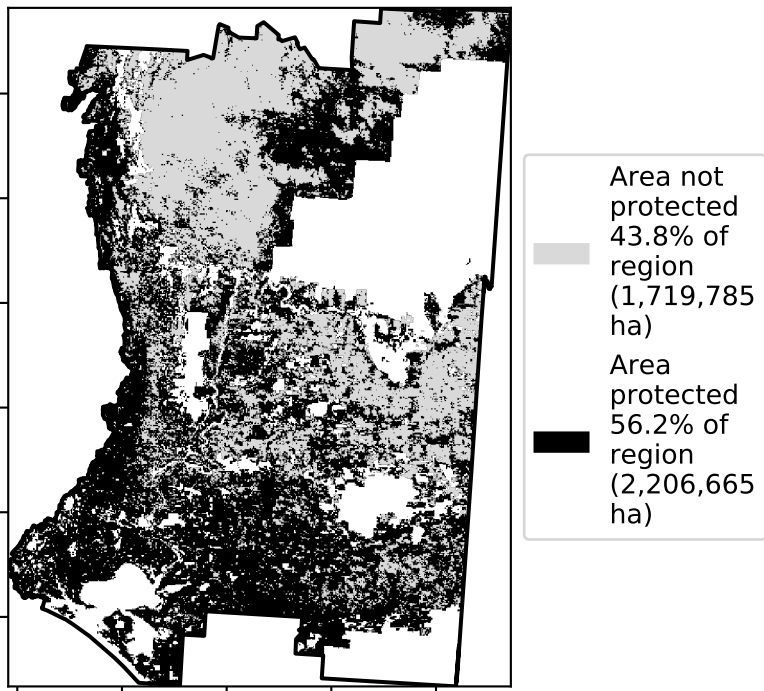 Area not
protected
43.8% of
region
(1,719,785
ha)
Area
protected
56.2% of
region
(2,206,665
ha)